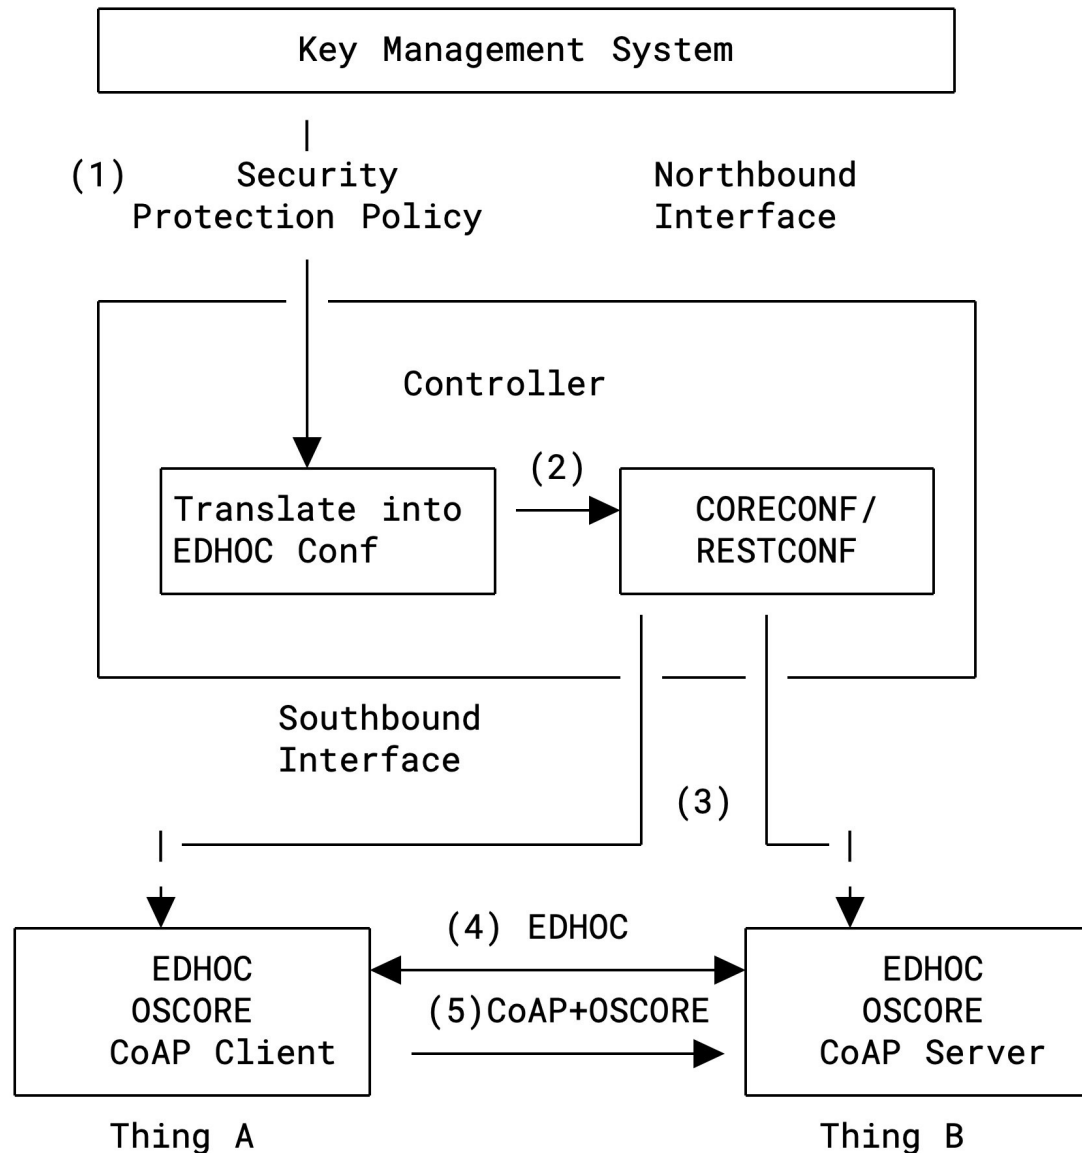 Key Management System
(1) Security Northbound
Protection Policy Interface
Controller
(2)
Translate into CORECONF/
EDHOC Conf RESTCONF
Southbound
Interface
(3)
(4) EDHOC
EDHOC EDHOC
OSCORE (5)CoAP+OSCORE OSCORE
CoAP Client CoAP Server
Thing A Thing B